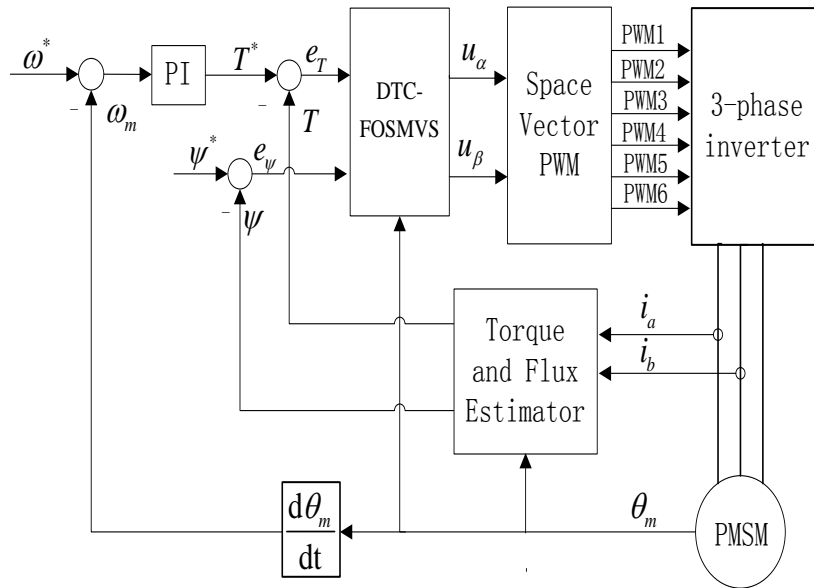 ω*
PI
T*
e_T
-
ω_m
-
T
ψ*
e_ψ
-
ψ
DTC-
FOSMVS
u_α
u_β
Space
Vector
PWM
PWM1
PWM2
PWM3
PWM4
PWM5
PWM6
3-phase
inverter
Torque
and Flux
Estimator
i_a
i_b
dθ_m
dt
θ_m
PMSM